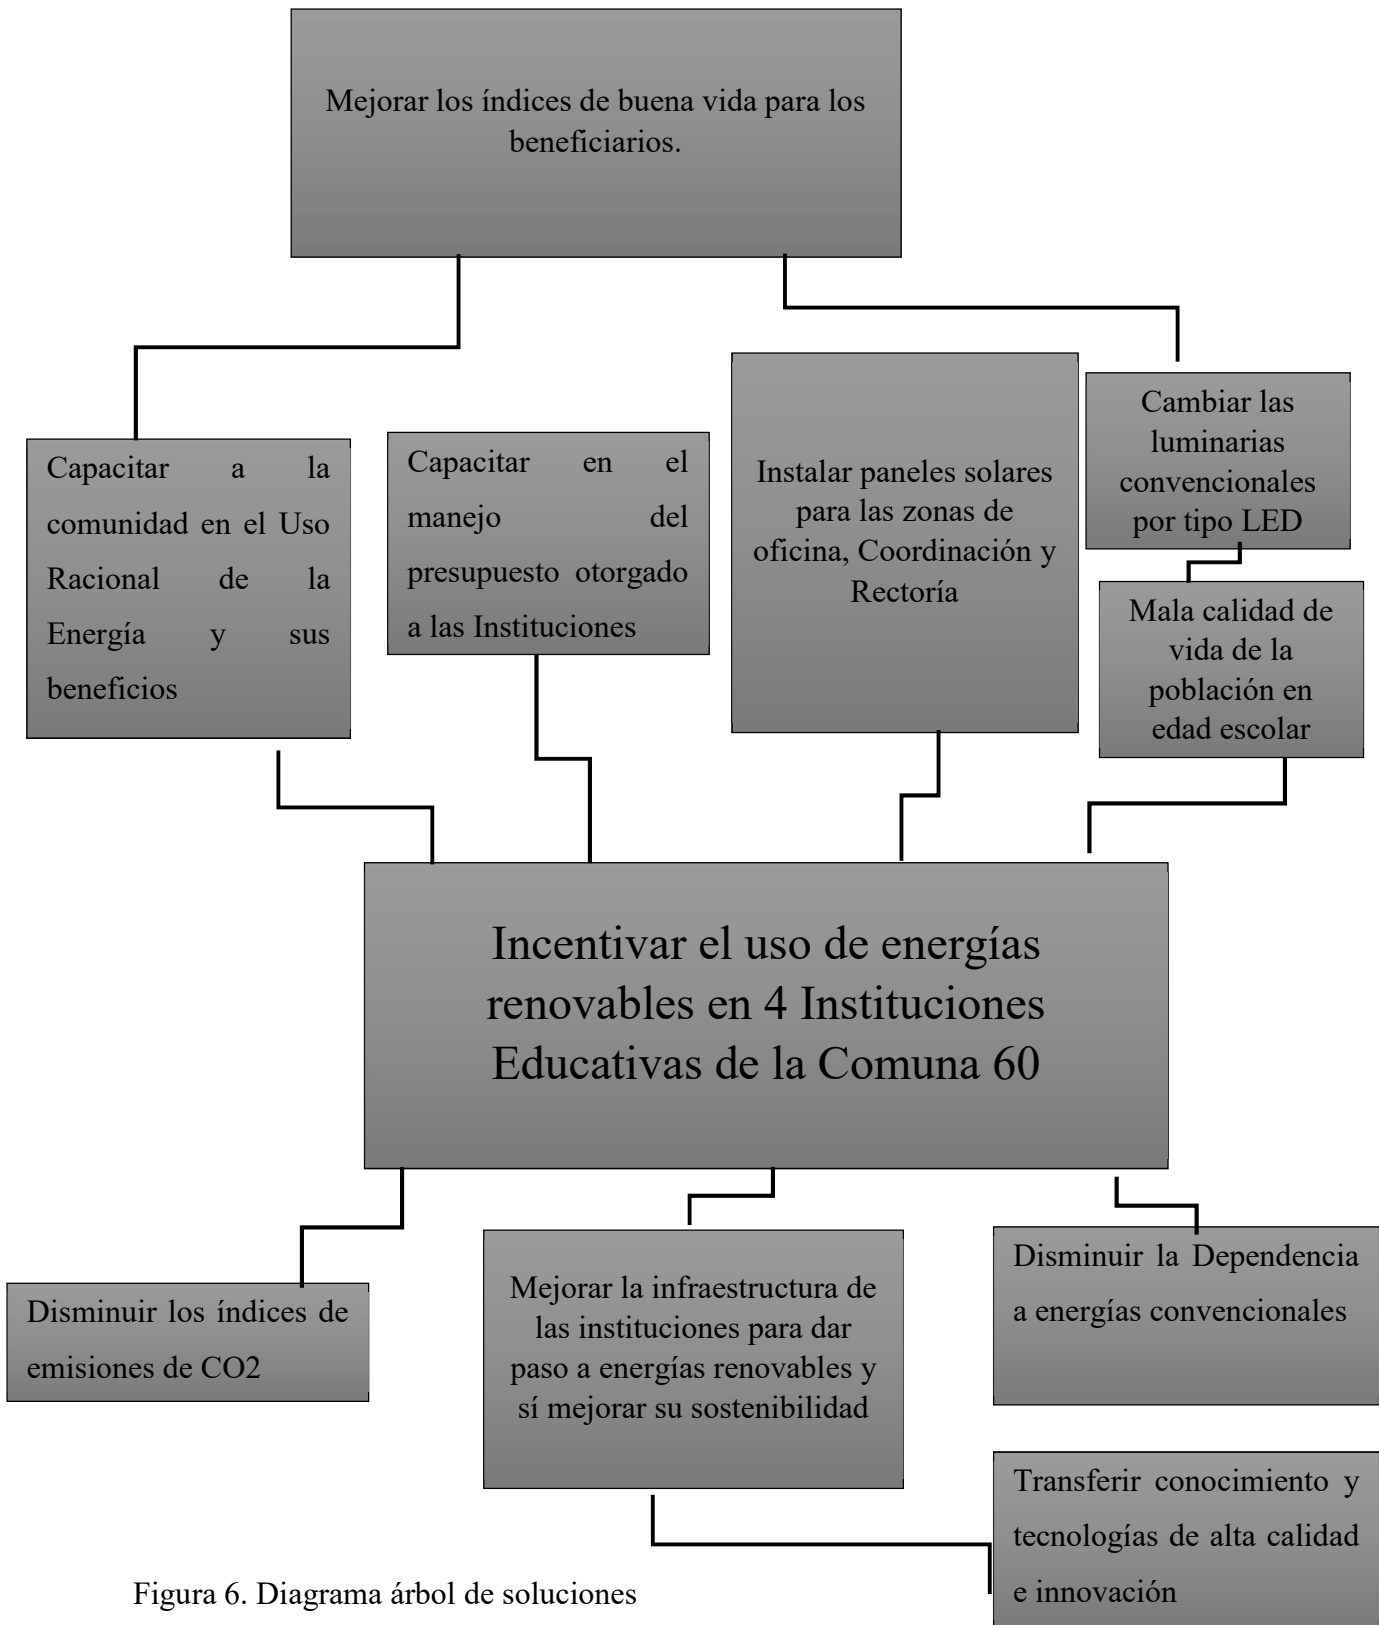 Mejorar los índices de buena vida para los
beneficiarios.
Capacitar a la
comunidad en el Uso
Racional de la
Energía y sus
beneficios
Capacitar en el
manejo del
presupuesto otorgado
a las Instituciones
Instalar paneles solares
para las zonas de
oficina, Coordinación y
Rectoría
Cambiar las
luminarias
convencionales
por tipo LED
Mala calidad de
vida de la
población en
edad escolar
Incentivar el uso de energías
renovables en 4 Instituciones
Educativas de la Comuna 60
Disminuir los índices de
emisiones de CO2
Mejorar la infraestructura de
las instituciones para dar
paso a energías renovables y
sí mejorar su sostenibilidad
Disminuir la Dependencia
a energías convencionales
Transferir conocimiento y
tecnologías de alta calidad
e innovación
Figura 6. Diagrama árbol de soluciones